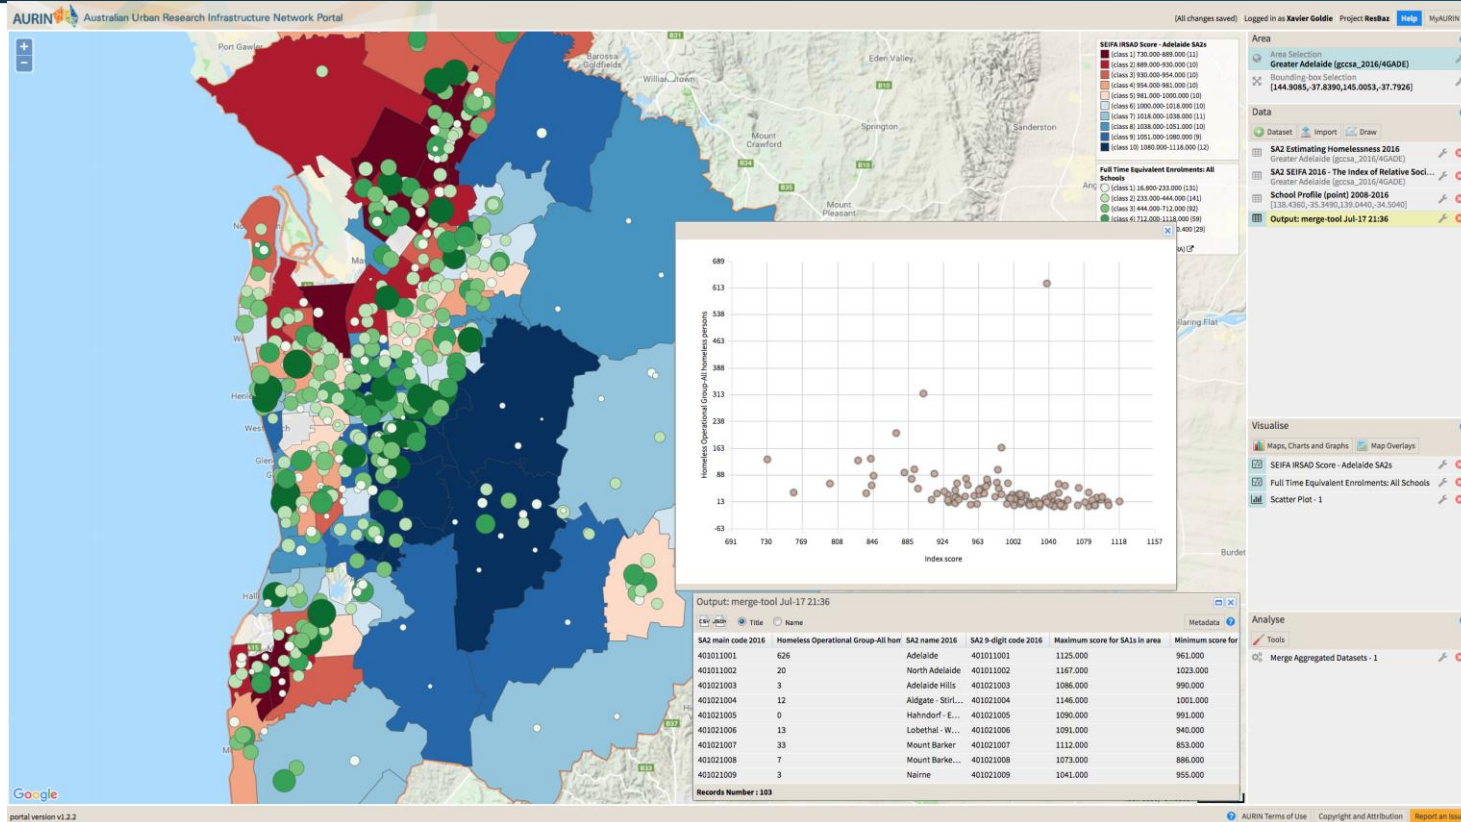 AURIN Australian Urban Research Infrastructure Network Portal
(All changes saved) Logged in as Xavier Goldie Project ResBaz Help MyAURIN
+
−
Port Gawler
Barossa Goldfields
B31
Williamstown
Eden Valley
B10
Mount Crawford
Springton
Sanderston
B34
B35
Mount Pleasant
SEIFA IRSAD Score - Adelaide SA2s
(class 1) 730.000-889.000 (11)
(class 2) 889.000-930.000 (10)
(class 3) 930.000-954.000 (10)
(class 4) 954.000-981.000 (10)
(class 5) 981.000-1000.000 (10)
(class 6) 1000.000-1018.000 (10)
(class 7) 1018.000-1038.000 (11)
(class 8) 1038.000-1051.000 (10)
(class 9) 1051.000-1080.000 (9)
(class 10) 1080.000-1118.000 (12)
Full Time Equivalent Enrolments: All
Schools
(class 1) 16.800-233.000 (131)
(class 2) 233.000-444.000 (141)
(class 3) 444.000-712.000 (92)
(class 4) 712.000-1118.000 (59)
0.400 (29)
Homeless Operational Group-All homeless persons
689
613
538
463
388
313
238
163
88
13
-63
691 730 769 808 846 885 924 963 1002 1040 1079 1118 1157
Index score
laring Flat
Burdet
B37
B33
Output: merge-tool Jul-17 21:36
CSV JSON Title Name Metadata
SA2 main code 2016 Homeless Operational Group-All hom SA2 name 2016 SA2 9-digit code 2016 Maximum score for SA1s in area Minimum score for
401011001 626 Adelaide 401011001 1125.000 961.000
401011002 20 North Adelaide 401011002 1167.000 1023.000
401021003 3 Adelaide Hills 401021003 1086.000 990.000
401021004 12 Aldgate - Stirl... 401021004 1146.000 1001.000
401021005 0 Hahndorf - E... 401021005 1090.000 991.000
401021006 13 Lobethal - W... 401021006 1091.000 940.000
401021007 33 Mount Barker 401021007 1112.000 853.000
401021008 7 Mount Barke... 401021008 1073.000 886.000
401021009 3 Nairne 401021009 1041.000 955.000
Records Number : 103
Area
Area Selection
Greater Adelaide (gccsa_2016/4GADE)
Bounding-box Selection
[144.9085,-37.8390,145.0053,-37.7926]
Data
Dataset Import Draw
SA2 Estimating Homelessness 2016
Greater Adelaide (gccsa_2016/4GADE)
SA2 SEIFA 2016 - The Index of Relative Soci...
Greater Adelaide (gccsa_2016/4GADE)
School Profile (point) 2008-2016
[138.4360,-35.3490,139.0440,-34.5040]
Output: merge-tool Jul-17 21:36
Visualise
Maps, Charts and Graphs Map Overlays
SEIFA IRSAD Score - Adelaide SA2s
Full Time Equivalent Enrolments: All Schools
Scatter Plot - 1
Analyse
Tools
Merge Aggregated Datasets - 1
Google
portal version v1.2.2
AURIN Terms of Use Copyright and Attribution Report an Issu